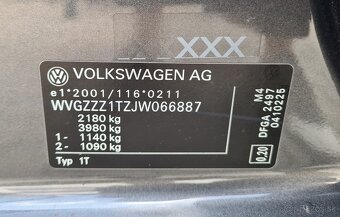 XXX
VOLKSWAGEN AG
e1*2001/116*0211
WVGZZZ1TZJW066887
2180 kg
3980 kg
1- 1140 kg
2- 1090 kg
Typ 1T
M4
DFGA 2497
0410226
0.20